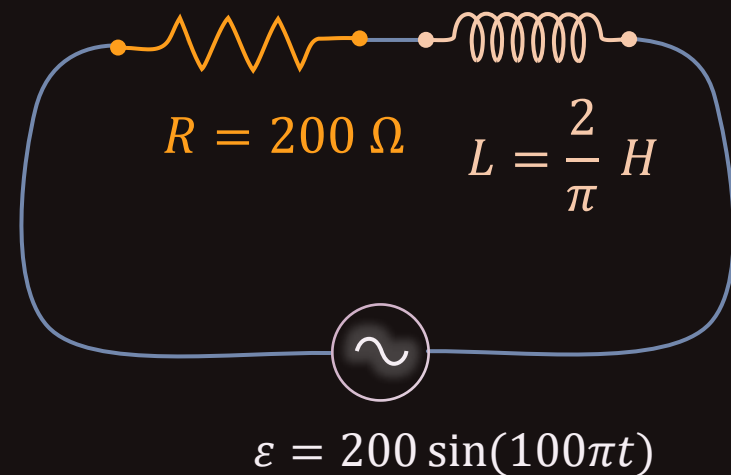 R = 200 Ω
L = 2/π H
ε = 200 sin(100πt)